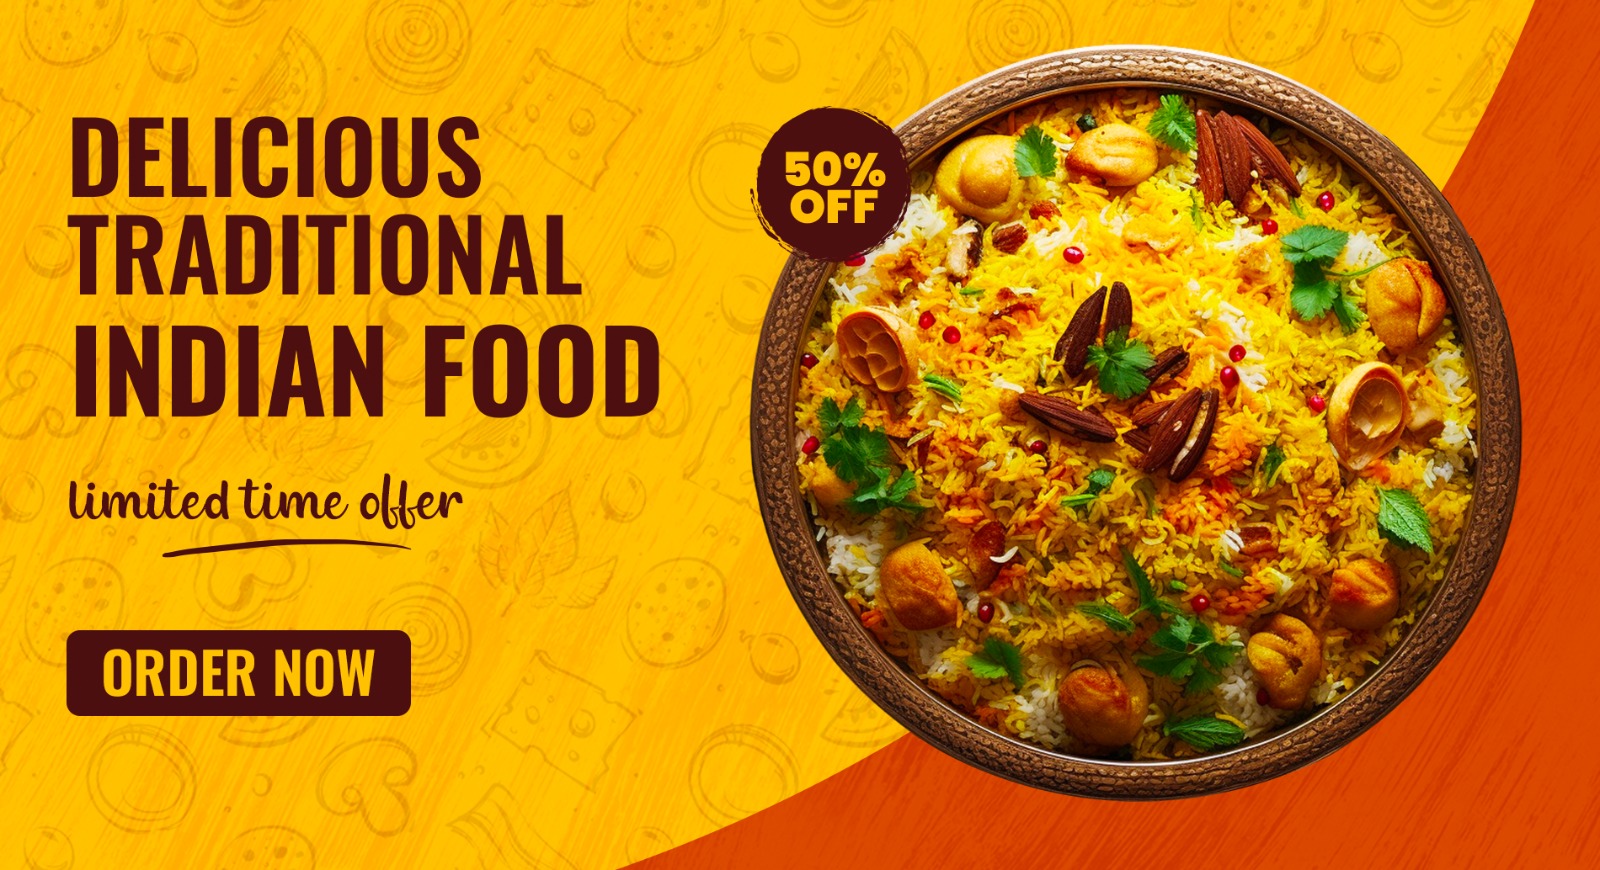 DELICIOUS
TRADITIONAL
INDIAN FOOD
limited time offer
ORDER NOW
50%
OFF